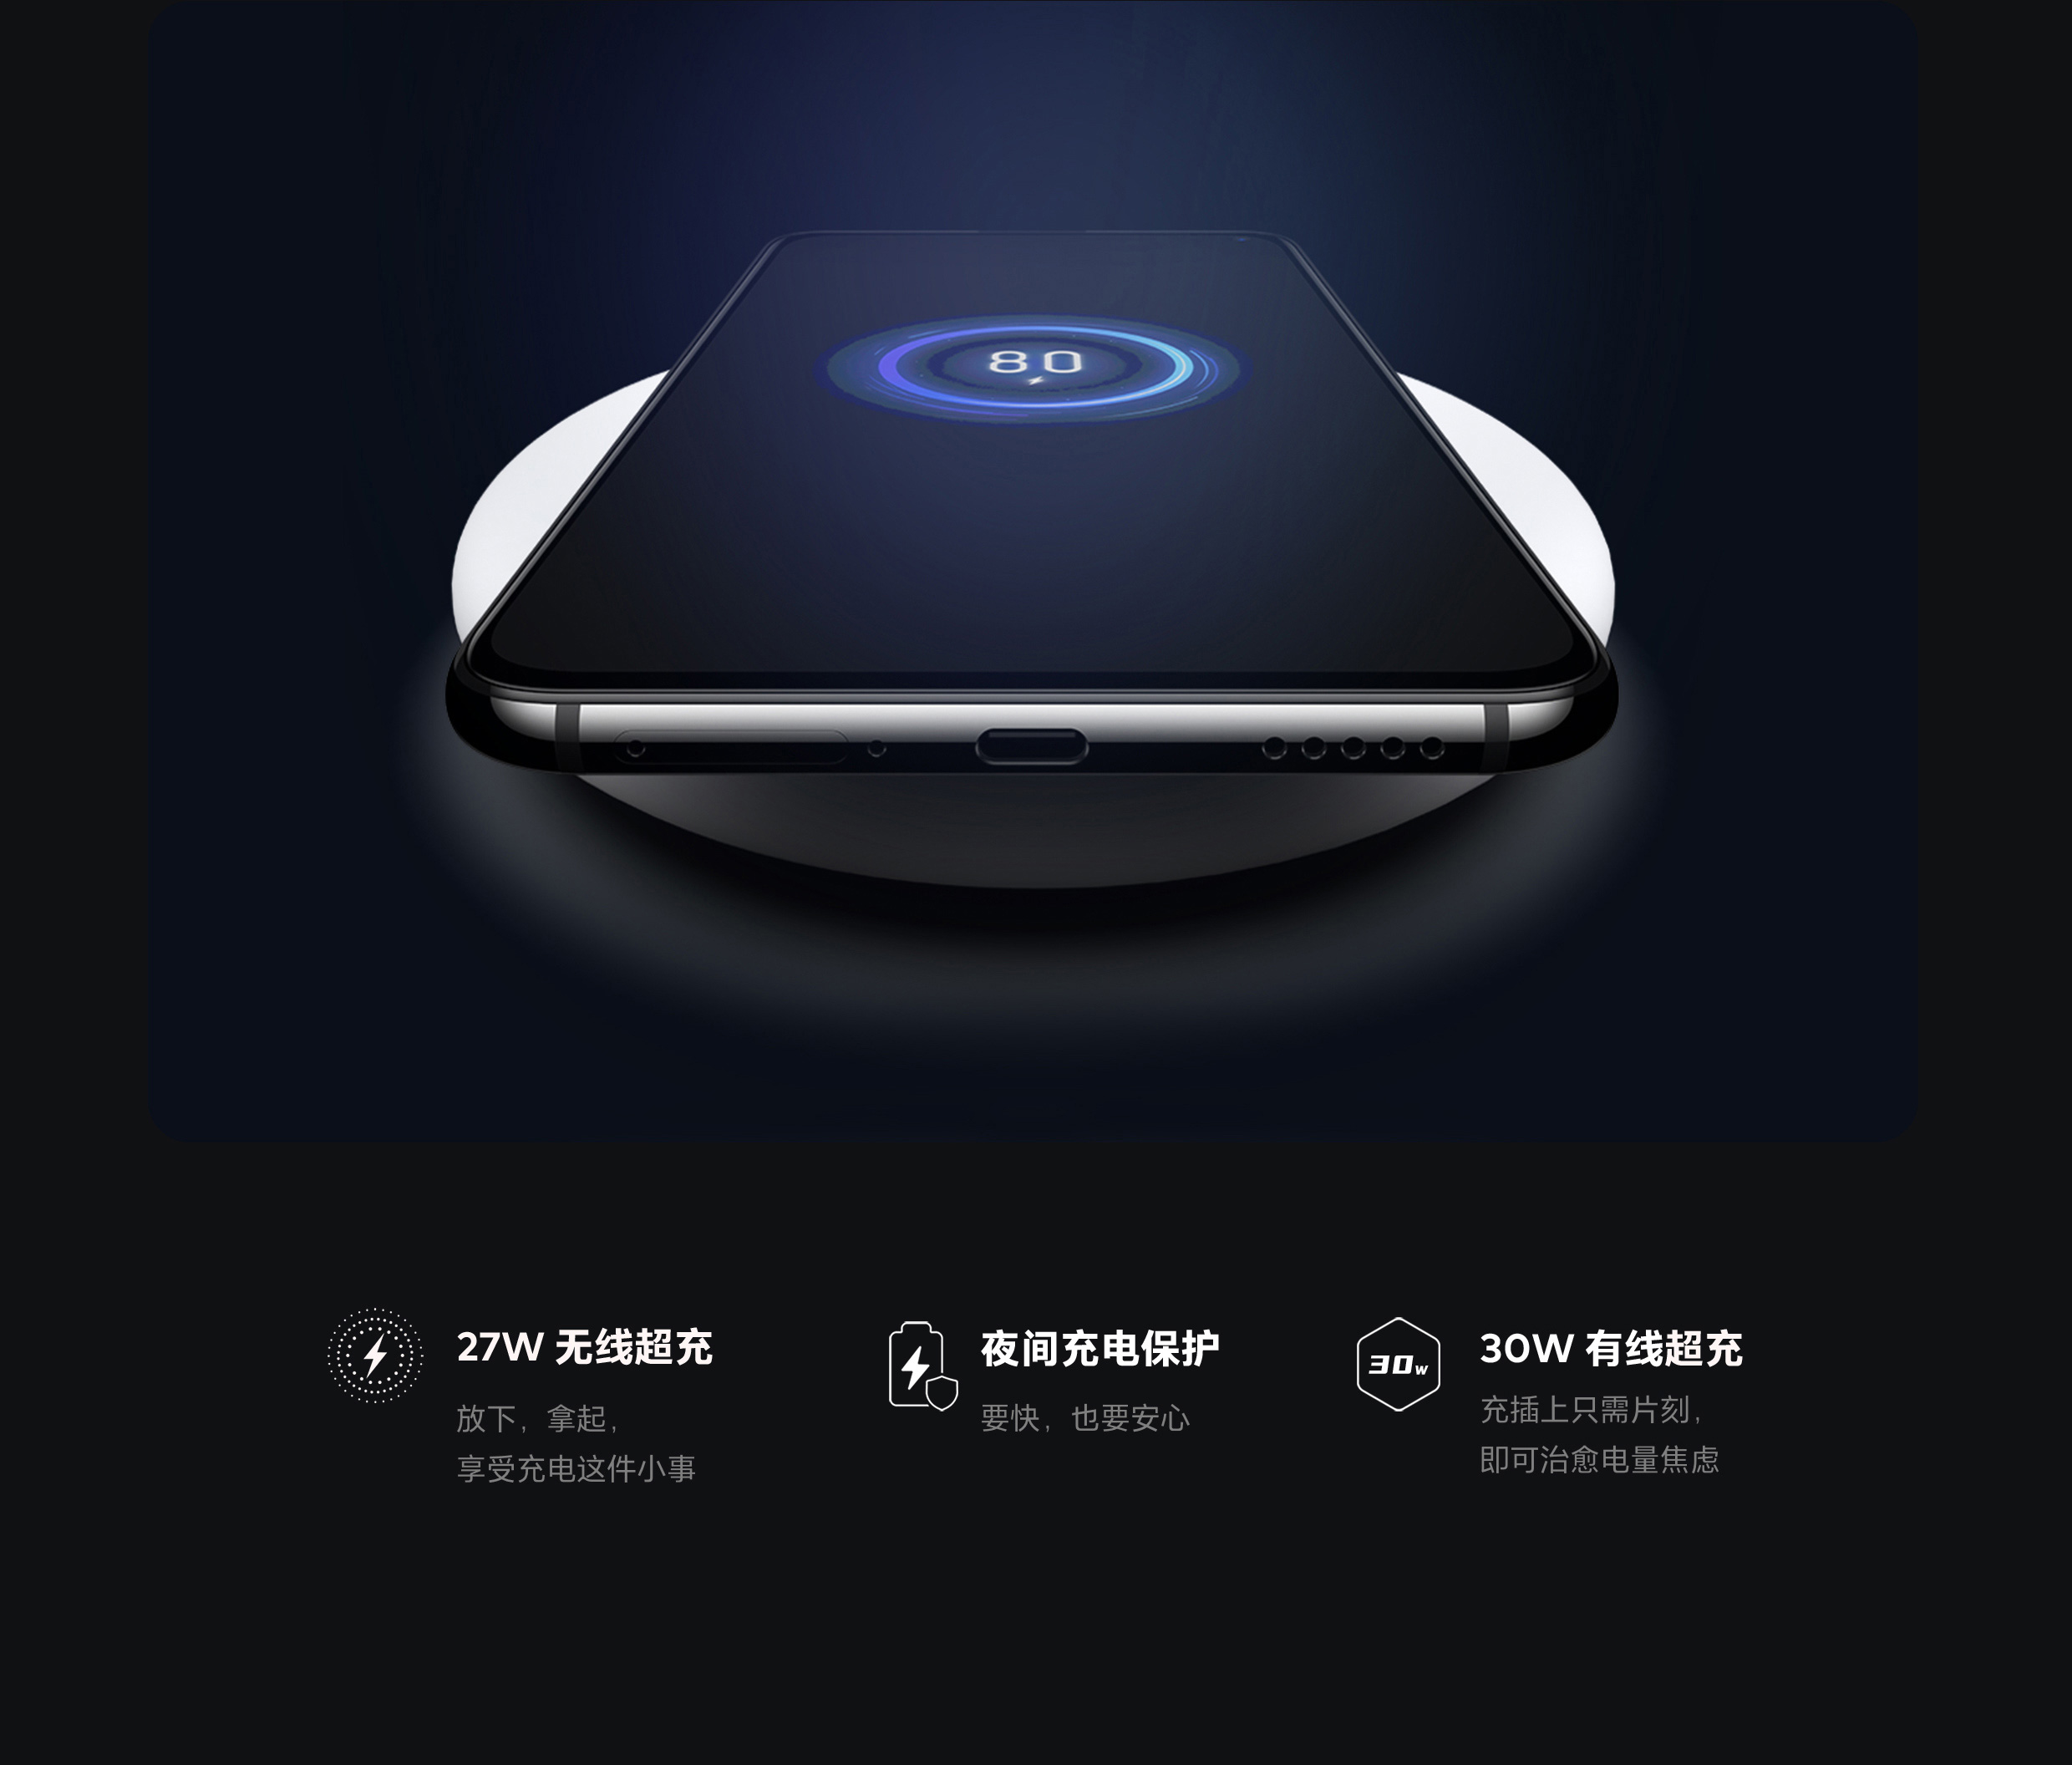 80
27W 无线超充
放下，拿起，
享受充电这件小事
夜间充电保护
要快，也要安心
30w
30W 有线超充
充插上只需片刻，
即可治愈电量焦虑